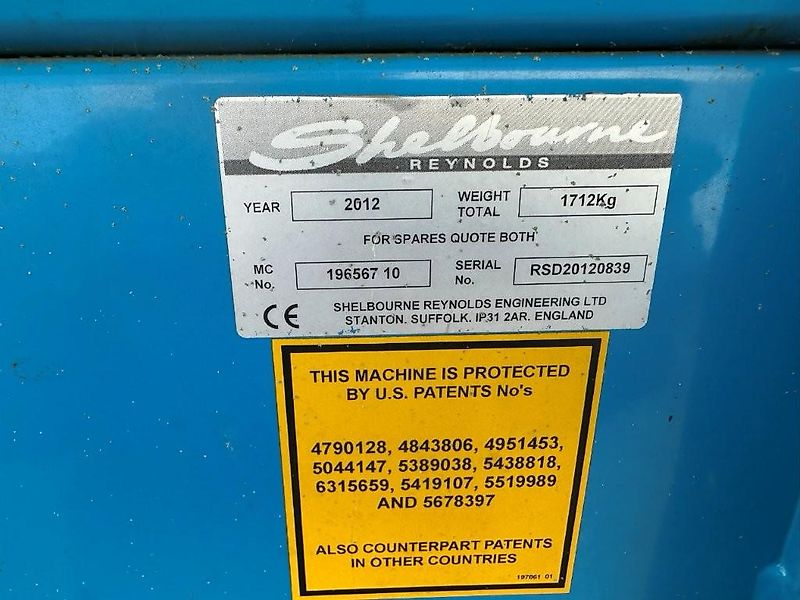 Shelbourne
REYNOLDS
YEAR 2012 WEIGHT TOTAL 1712Kg
FOR SPARES QUOTE BOTH
MC No. 196567 10 SERIAL No. RSD20120839
SHELBOURNE REYNOLDS ENGINEERING LTD
CE STANTON. SUFFOLK. IP31 2AR. ENGLAND
THIS MACHINE IS PROTECTED
BY U.S. PATENTS No's
4790128, 4843806, 4951453,
5044147, 5389038, 5438818,
6315659, 5419107, 5519989
AND 5678397
ALSO COUNTERPART PATENTS
IN OTHER COUNTRIES
197061 01